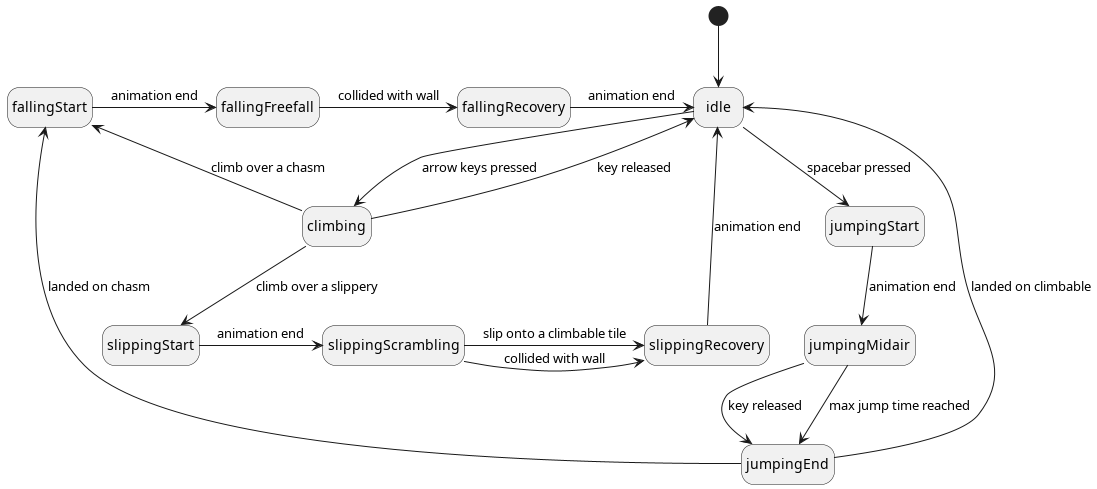 animation end
collided with wall
animation end
fallingStart
fallingFreefall
fallingRecovery
idle
climb over a chasm
arrow keys pressed
key released
spacebar pressed
climbing
jumpingStart
animation end
landed on chasm
climb over a slippery
animation end
landed on climbable
animation end
slip onto a climbable tile
slippingStart
slippingScrambling
slippingRecovery
jumpingMidair
collided with wall
key released
max jump time reached
jumpingEnd